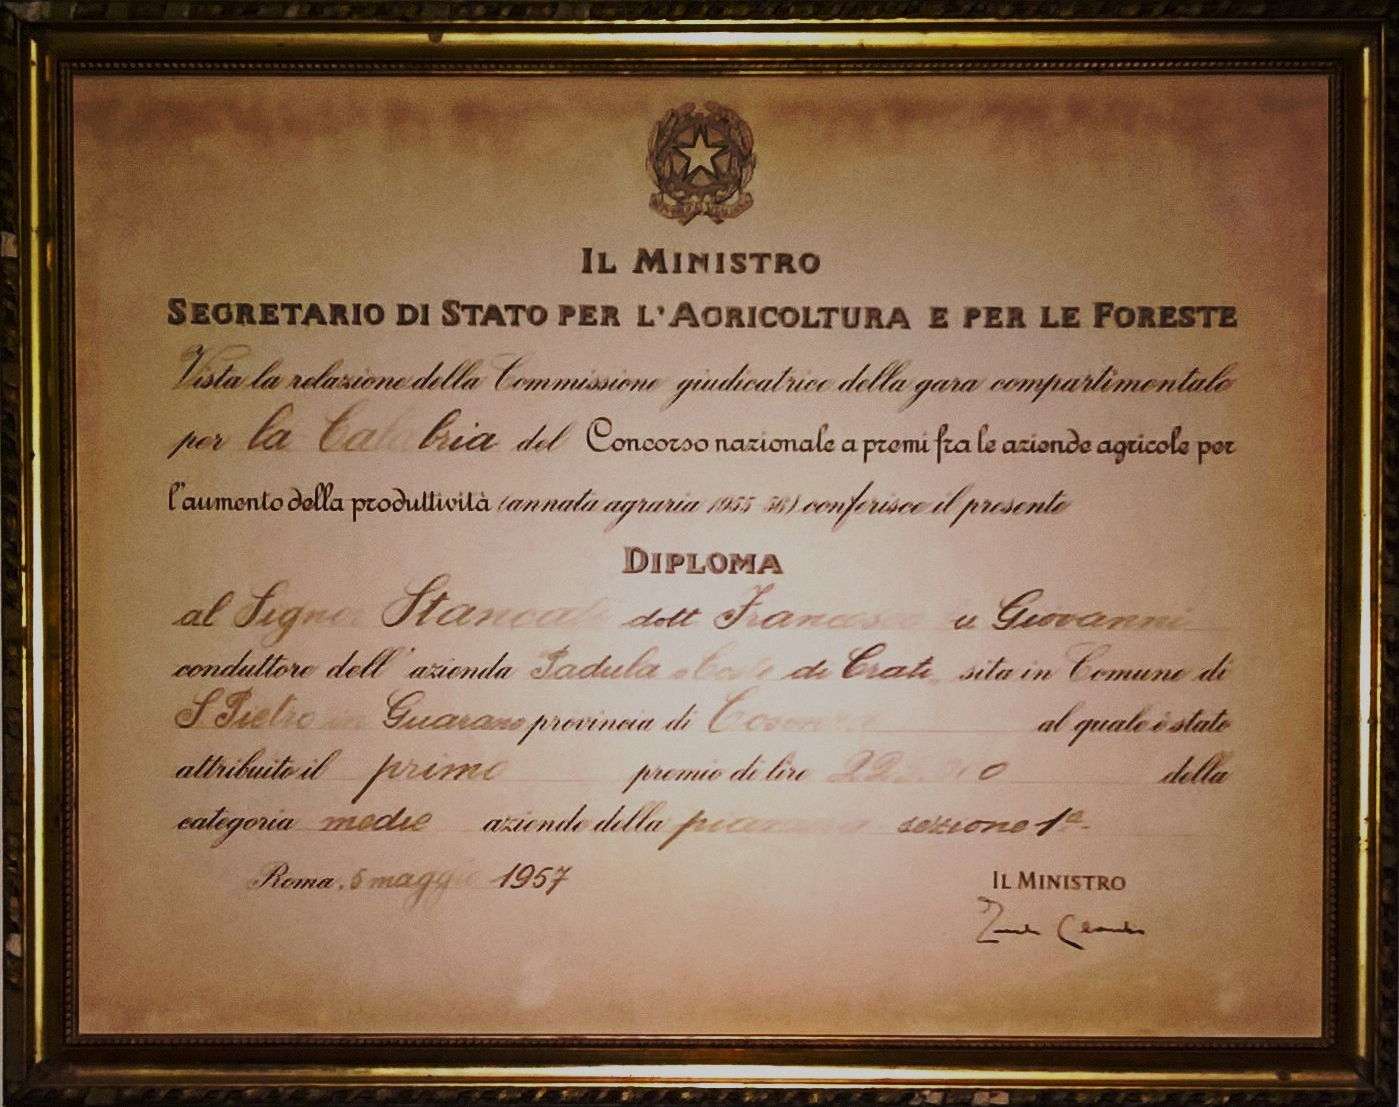 IL MINISTRO
SEGRETARIO DI STATO PER L'AGRICOLTURA E PER LE FORESTE
Vista la relazione della Commissione giudicatrice della gara compartimentale
per la Calabria del Concorso nazionale a premi fra le aziende agricole per
l'aumento della produttività (annata agraria 1955-56) conferisce il presente
DIPLOMA
al Signor Stancati dott Francesco Giovanni
conduttore dell'azienda Padula e Coste di Crati sita in Comune di
S Pietro in Guarano provincia di Cosenza al quale è stato
attribuito il primo premio di lire della
categoria medie aziende della pianura sezione 1ª
Roma, 5 maggio 1957
IL MINISTRO